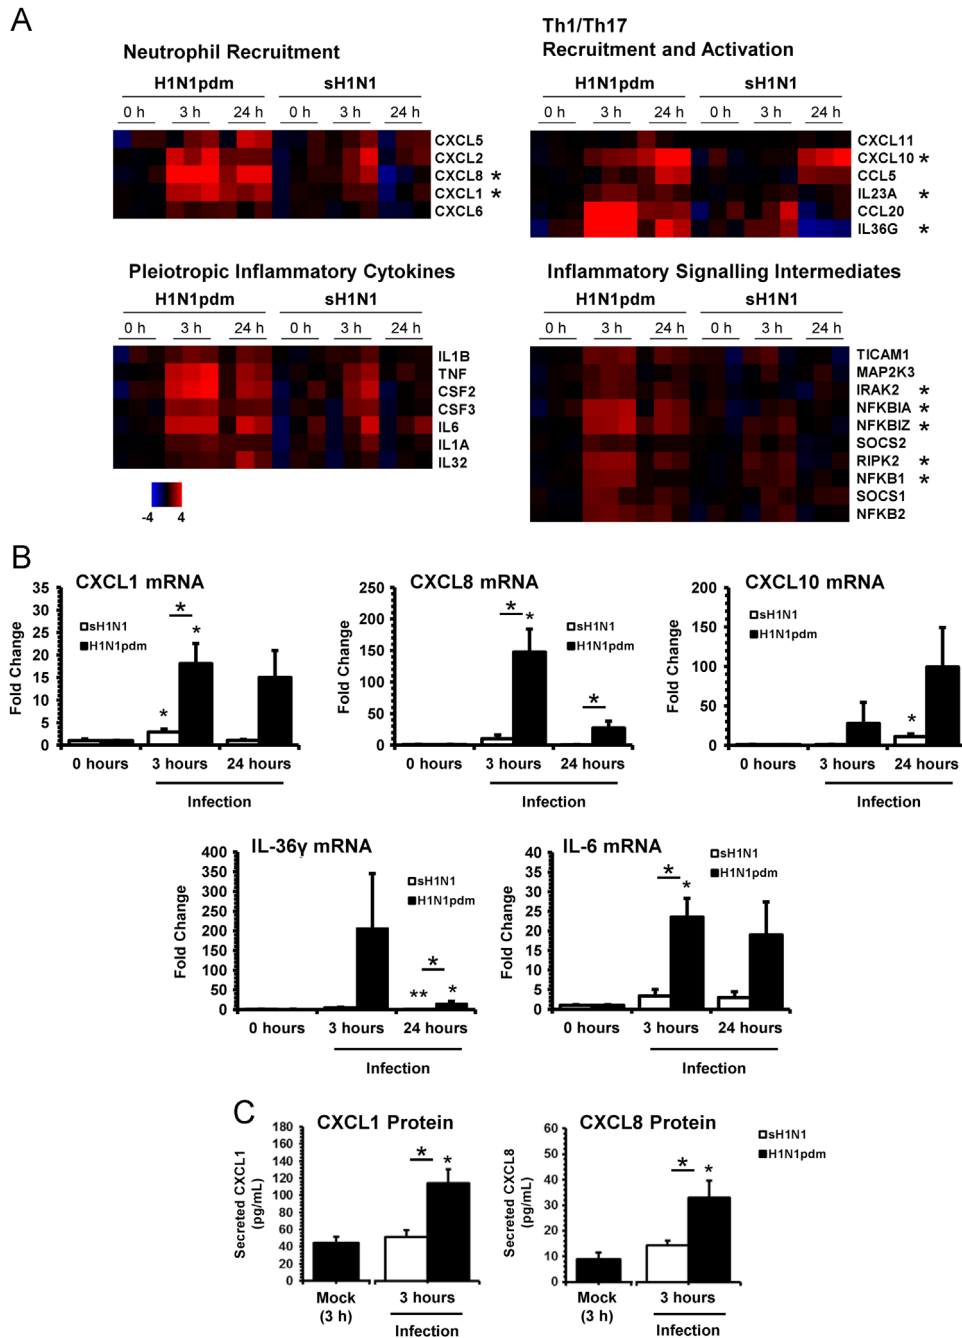 A
Neutrophil Recruitment
H1N1pdm sH1N1
0 h 3 h 24 h 0 h 3 h 24 h
CXCL5
CXCL2
CXCL8 *
CXCL1 *
CXCL6
Th1/Th17
Recruitment and Activation
H1N1pdm sH1N1
0 h 3 h 24 h 0 h 3 h 24 h
CXCL11
CXCL10 *
CCL5
IL23A *
CCL20
IL36G *
Pleiotropic Inflammatory Cytokines
H1N1pdm sH1N1
0 h 3 h 24 h 0 h 3 h 24 h
IL1B
TNF
CSF2
CSF3
IL6
IL1A
IL32
-4 4
Inflammatory Signalling Intermediates
H1N1pdm sH1N1
0 h 3 h 24 h 0 h 3 h 24 h
TICAM1
MAP2K3
IRAK2 *
NFKBIA *
NFKBIZ *
SOCS2
RIPK2 *
NFKB1 *
SOCS1
NFKB2
B
CXCL1 mRNA
Fold Change
35
30
25
20
15
10
5
0
sH1N1
H1N1pdm
* * *
0 hours 3 hours 24 hours
Infection
CXCL8 mRNA
Fold Change
250
200
150
100
50
0
sH1N1
H1N1pdm
* * *
0 hours 3 hours 24 hours
Infection
CXCL10 mRNA
Fold Change
200
150
100
50
0
sH1N1
H1N1pdm
*
0 hours 3 hours 24 hours
Infection
IL-36γ mRNA
Fold Change
400
350
300
250
200
150
100
50
0
sH1N1
H1N1pdm
** * *
0 hours 3 hours 24 hours
Infection
IL-6 mRNA
Fold Change
40
35
30
25
20
15
10
5
0
sH1N1
H1N1pdm
* *
0 hours 3 hours 24 hours
Infection
C
CXCL1 Protein
Secreted CXCL1
(pg/mL)
180
160
140
120
100
80
60
40
20
0
* *
Mock
(3 h)
3 hours
Infection
CXCL8 Protein
Secreted CXCL8
(pg/mL)
60
50
40
30
20
10
0
* *
sH1N1
H1N1pdm
Mock
(3 h)
3 hours
Infection